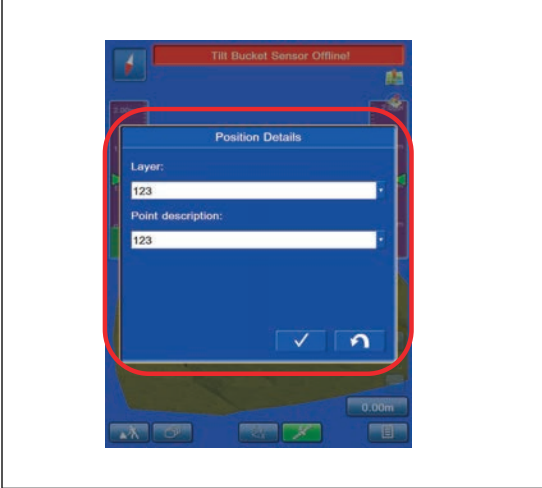 Tilt Bucket Sensor Offline!
Position Details
Layer:
123
Point description:
123
0.00m